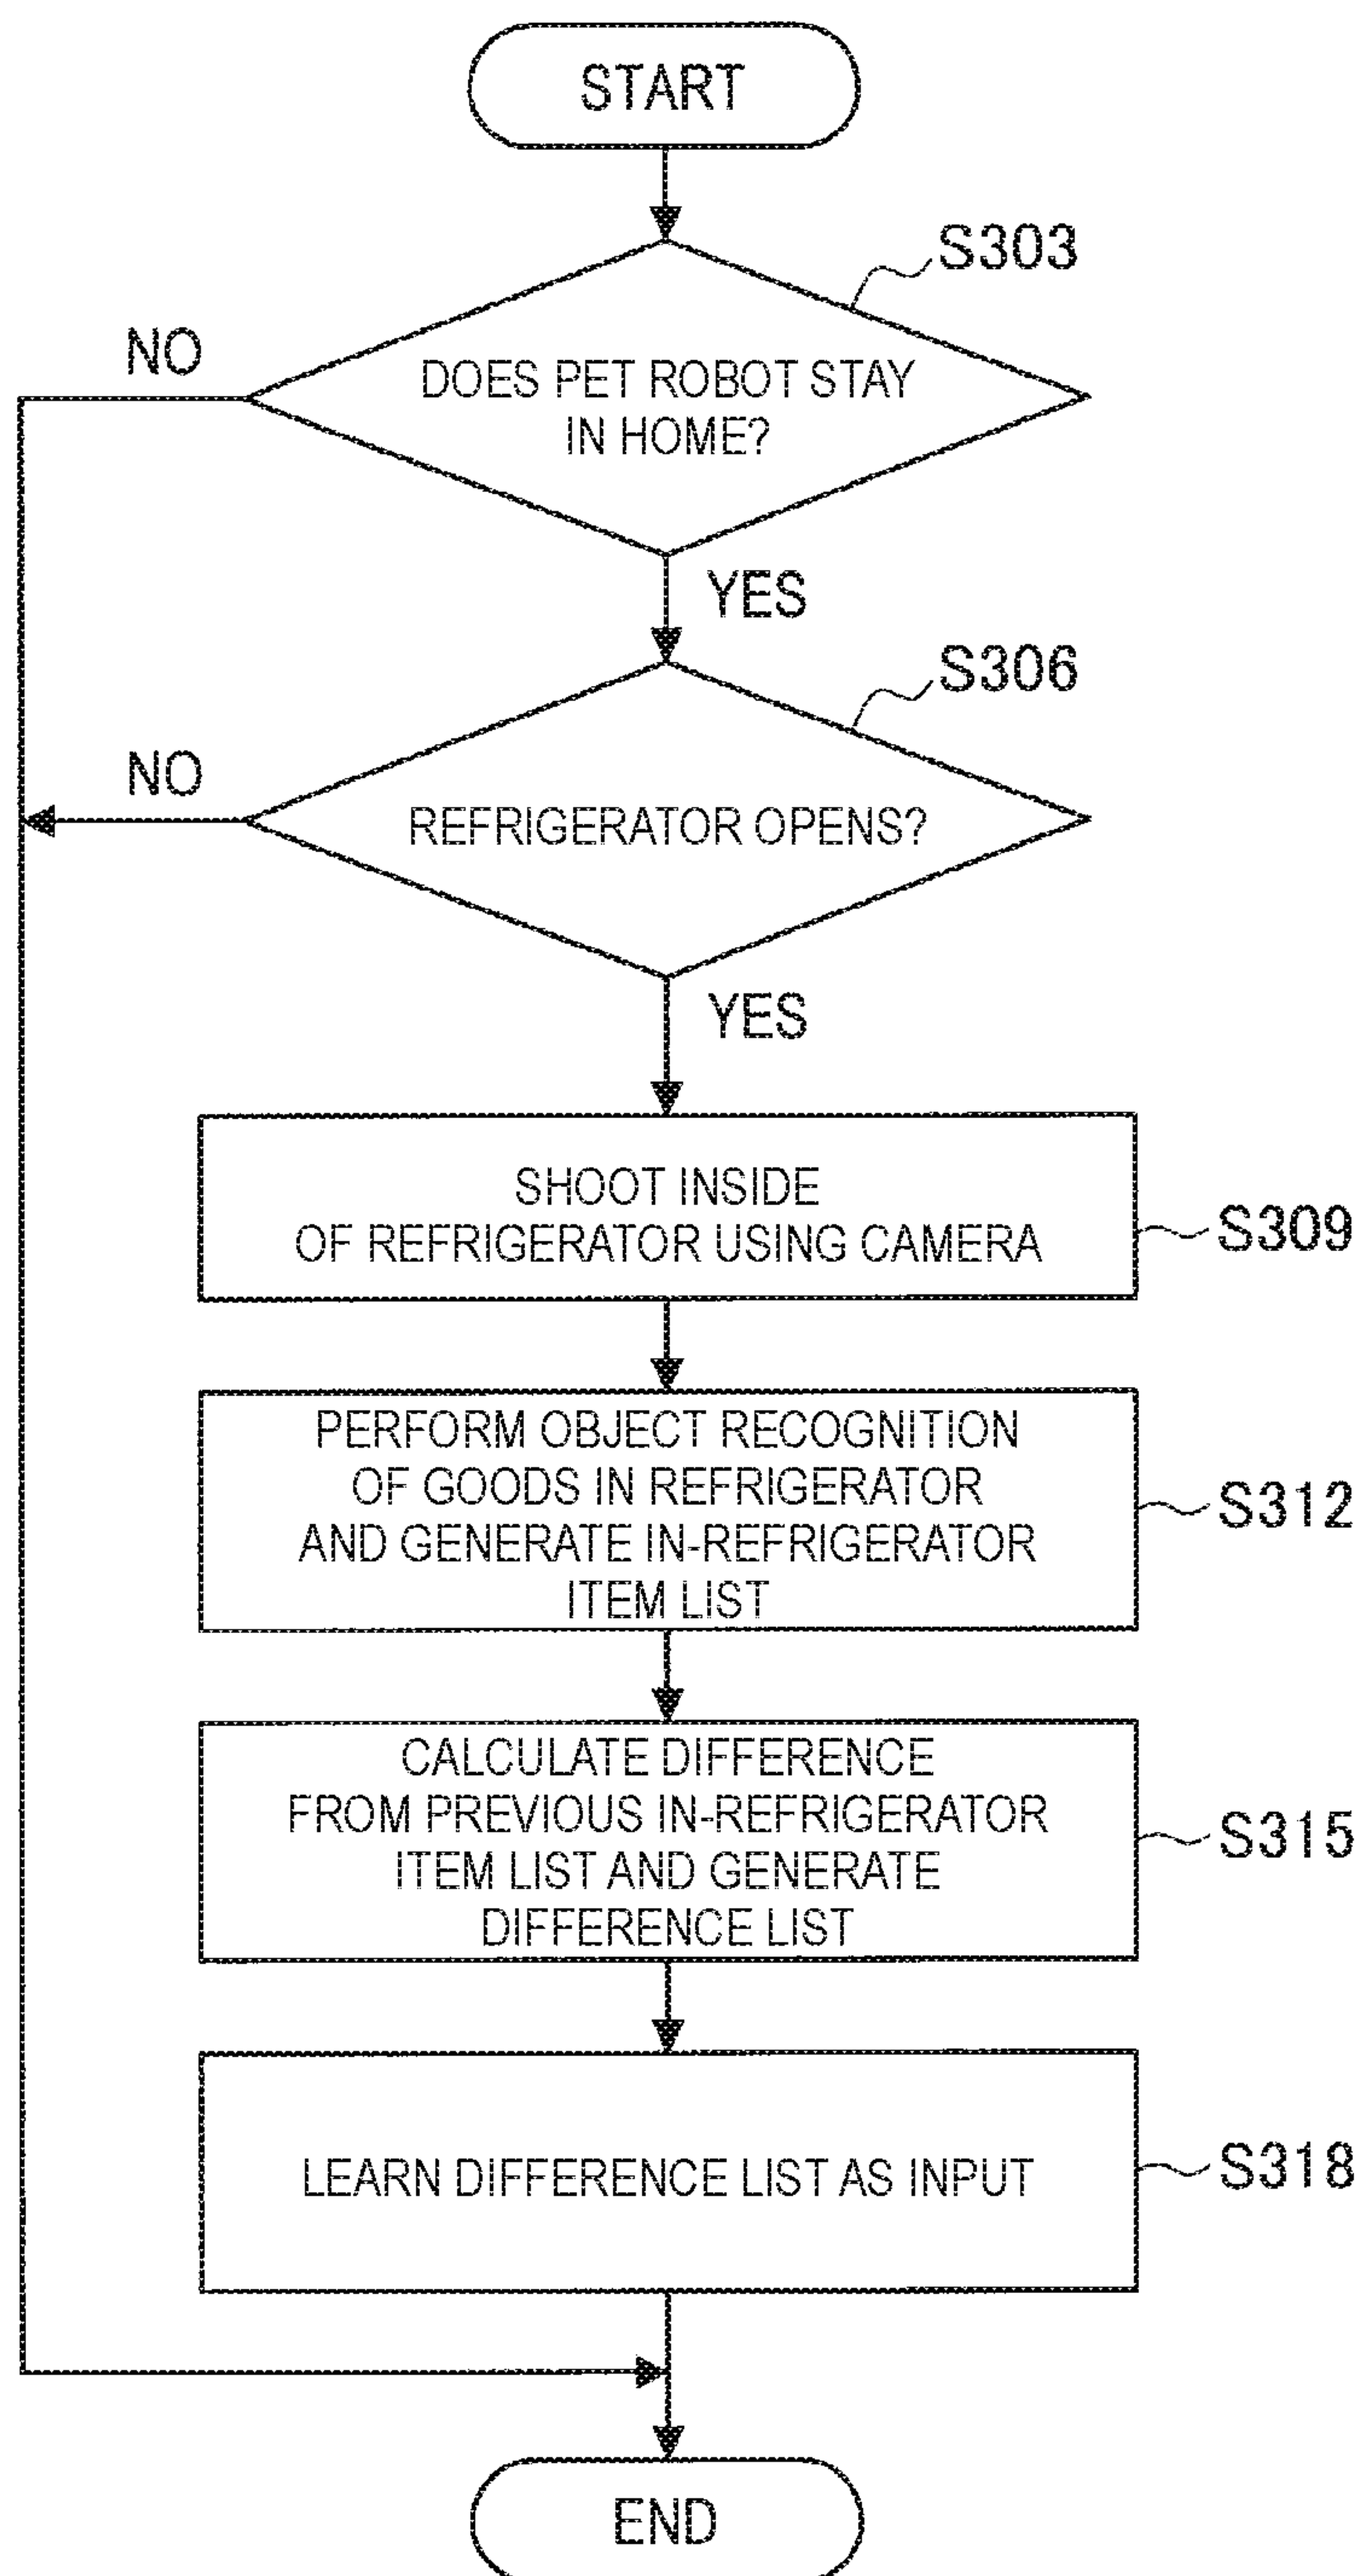 START
S303
NO
DOES PET ROBOT STAY
IN HOME?
YES
S306
NO
REFRIGERATOR OPENS?
YES
SHOOT INSIDE
OF REFRIGERATOR USING CAMERA
S309
PERFORM OBJECT RECOGNITION
OF GOODS IN REFRIGERATOR
AND GENERATE IN-REFRIGERATOR
ITEM LIST
S312
CALCULATE DIFFERENCE
FROM PREVIOUS IN-REFRIGERATOR
ITEM LIST AND GENERATE
DIFFERENCE LIST
S315
LEARN DIFFERENCE LIST AS INPUT
S318
END